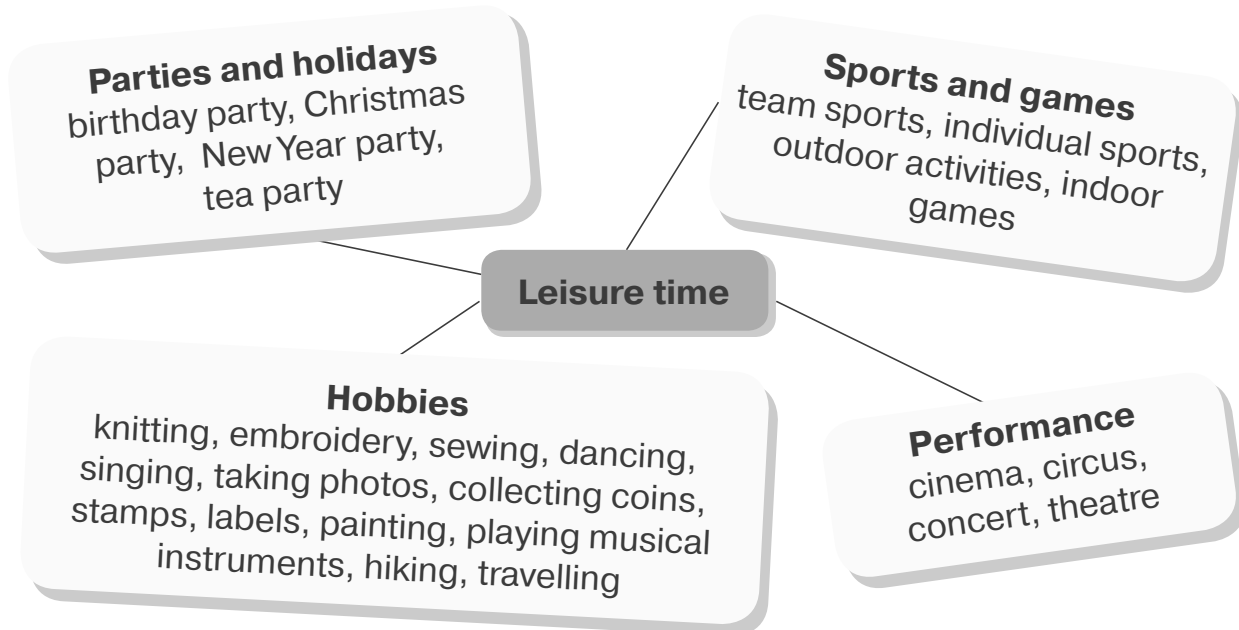 Parties and holidays
birthday party, Christmas
party, New Year party,
tea party
Sports and games
team sports, individual sports,
outdoor activities, indoor
games
Leisure time
Hobbies
knitting, embroidery, sewing, dancing,
singing, taking photos, collecting coins,
stamps, labels, painting, playing musical
instruments, hiking, travelling
Performance
cinema, circus,
concert, theatre